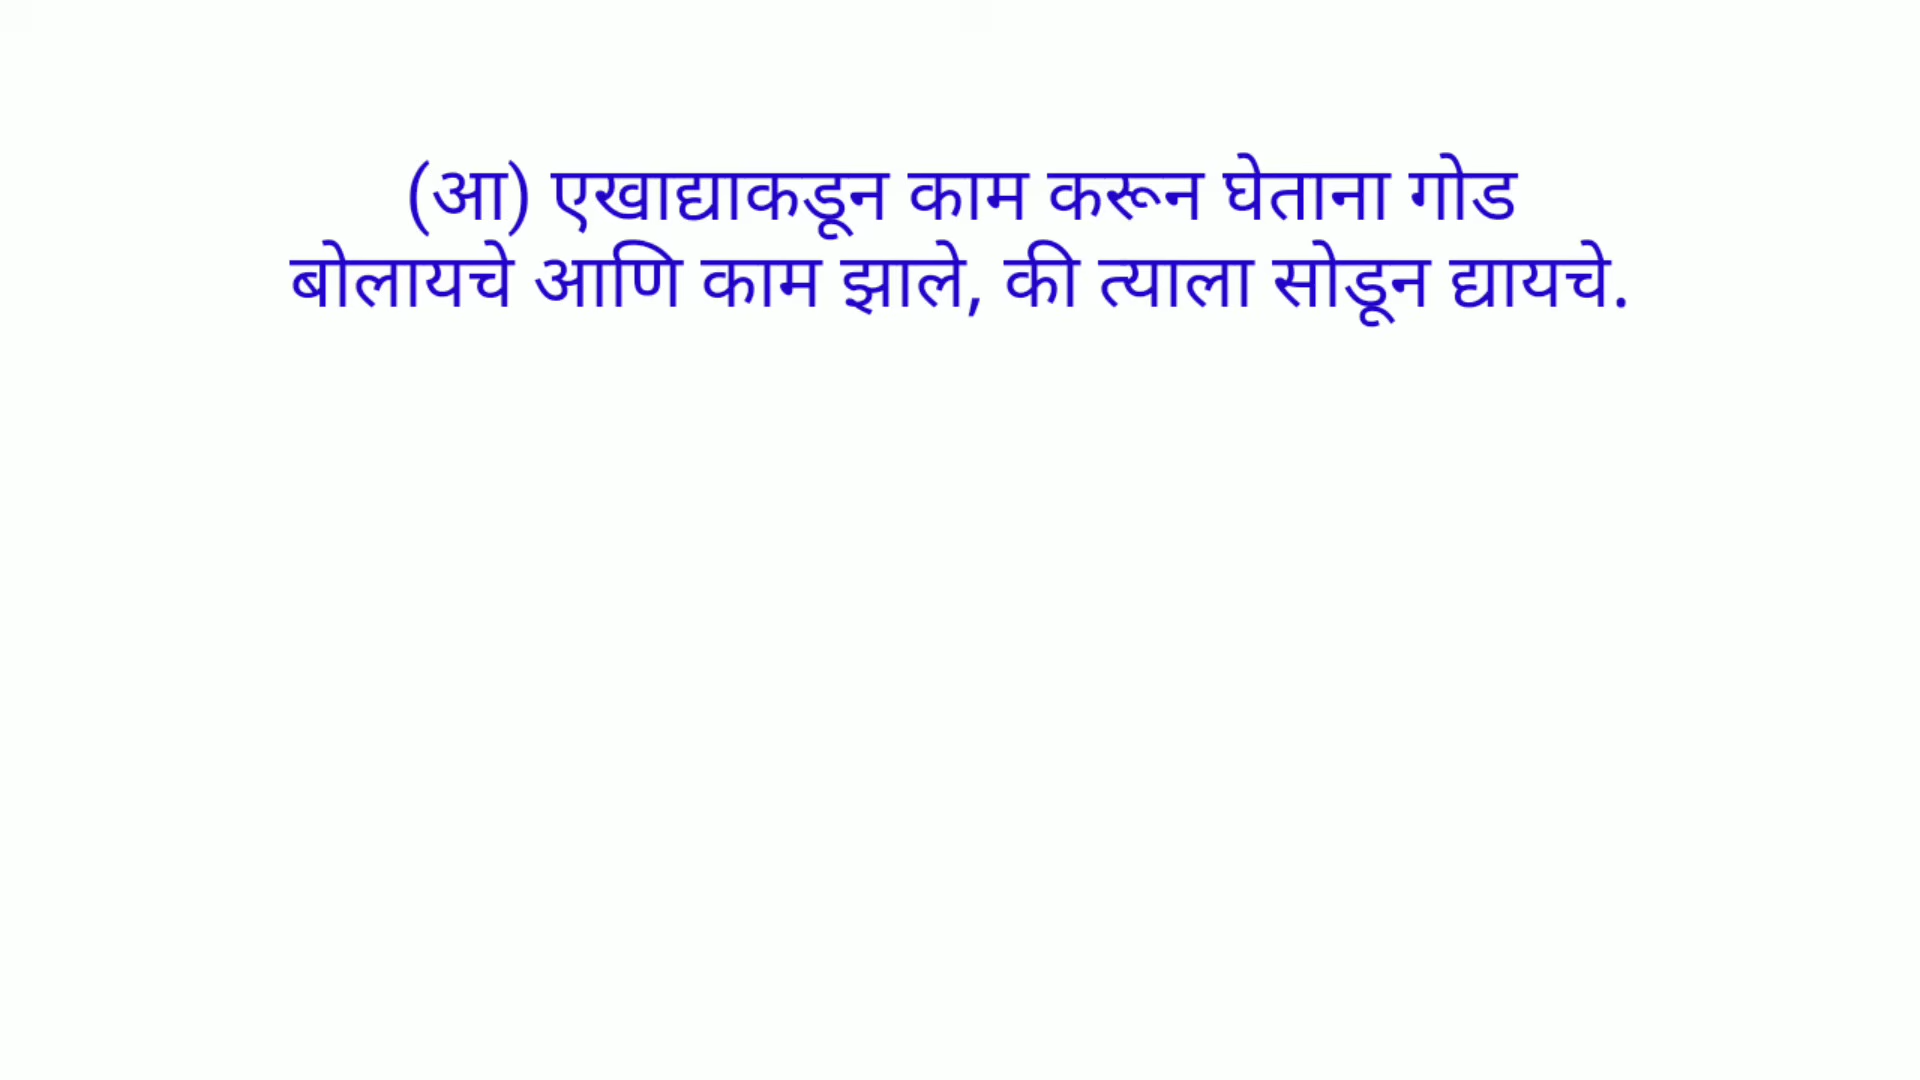 (आ) एखाद्याकडून काम करून घेताना गोड
बोलायचे आणि काम झाले, की त्याला सोडून द्यायचे.